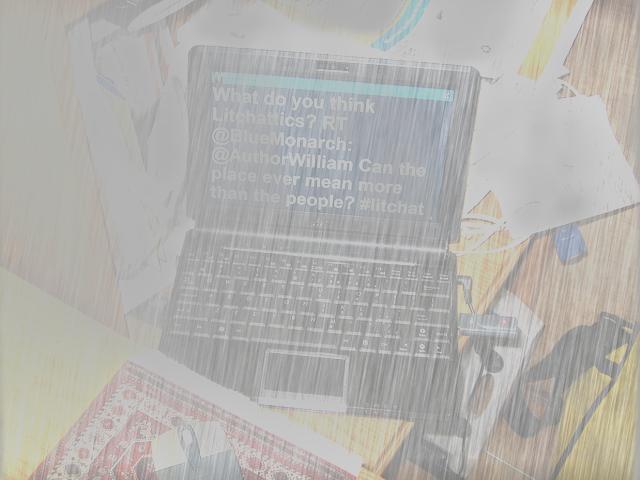 What do you think
Litchattics? RT
@BlueMonarch:
@AuthorWilliam Can the
place ever mean more
than the people? #litchat